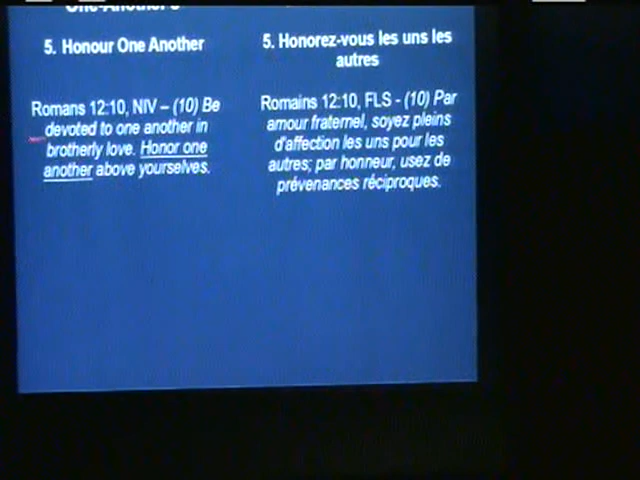 One-Another's
5. Honour One Another
Romans 12:10, NIV – (10) Be
devoted to one another in
brotherly love. Honor one
another above yourselves.
5. Honorez-vous les uns les
autres
Romains 12:10, FLS - (10) Par
amour fraternel, soyez pleins
d'affection les uns pour les
autres; par honneur, usez de
prévenances réciproques.